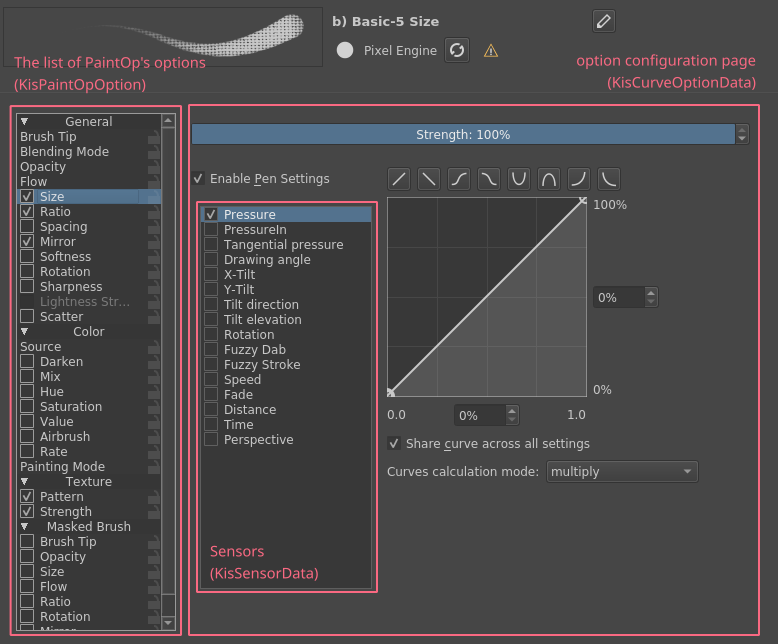 b) Basic-5 Size
Pixel Engine
The list of PaintOp's options
(KisPaintOpOption)
option configuration page
(KisCurveOptionData)
General
Brush Tip
Blending Mode
Opacity
Flow
Size
Ratio
Spacing
Mirror
Softness
Rotation
Sharpness
Lightness Str...
Scatter
Color
Source
Darken
Mix
Hue
Saturation
Value
Airbrush
Rate
Painting Mode
Texture
Pattern
Strength
Masked Brush
Brush Tip
Opacity
Size
Flow
Ratio
Rotation
Mirror
Strength: 100%
Enable Pen Settings
Pressure
PressureIn
Tangential pressure
Drawing angle
X-Tilt
Y-Tilt
Tilt direction
Tilt elevation
Rotation
Fuzzy Dab
Fuzzy Stroke
Speed
Fade
Distance
Time
Perspective
Sensors
(KisSensorData)
100%
0%
0%
0.0
0%
1.0
Share curve across all settings
Curves calculation mode: multiply